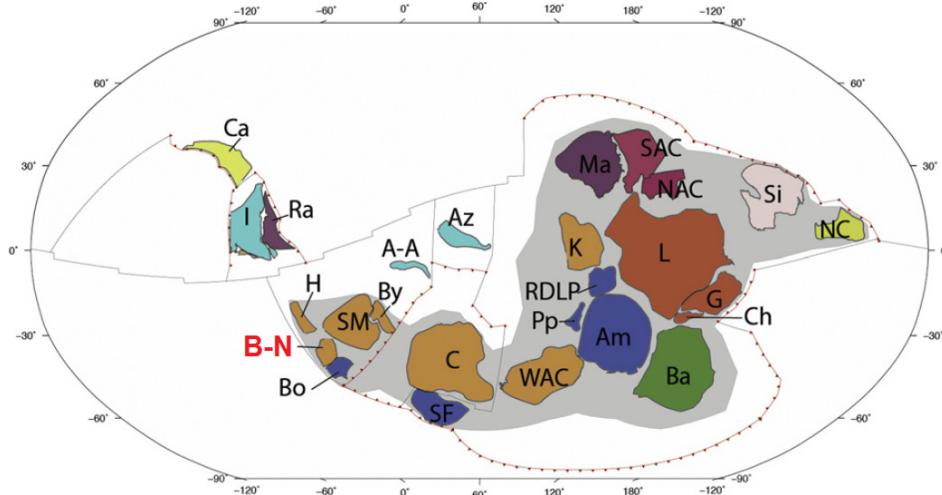 0° 60° 120° 180° -120°
90° 90°
60° 60°
Ca
SAC
Ma
30° 30°
NAC
Si
I
Ra
Az
NC
K
L
0° 0°
A-A
H
By
RDLP
G
SM
Pp
Ch
-30° -30°
Am
B-N
C
Bo
WAC
Ba
SF
-60° -60°
-90° -90°
-120° -60° 0° 60° 120° 180° -120°